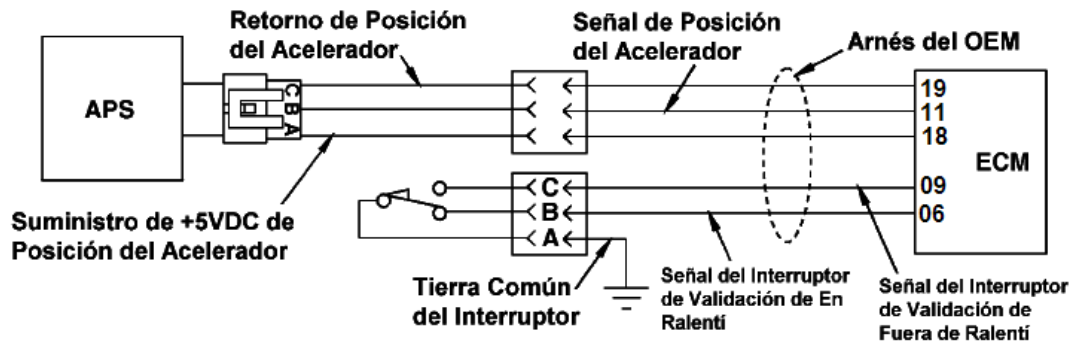 Retorno de Posición
del Acelerador
Señal de Posición
del Acelerador
Arnés del OEM
APS
C
B
A
19
11
18
ECM
C
B
A
09
06
Suministro de +5VDC de
Posición del Acelerador
Tierra Común
del Interruptor
Señal del Interruptor
de Validación de En
Ralentí
Señal del Interruptor
de Validación de
Fuera de Ralentí